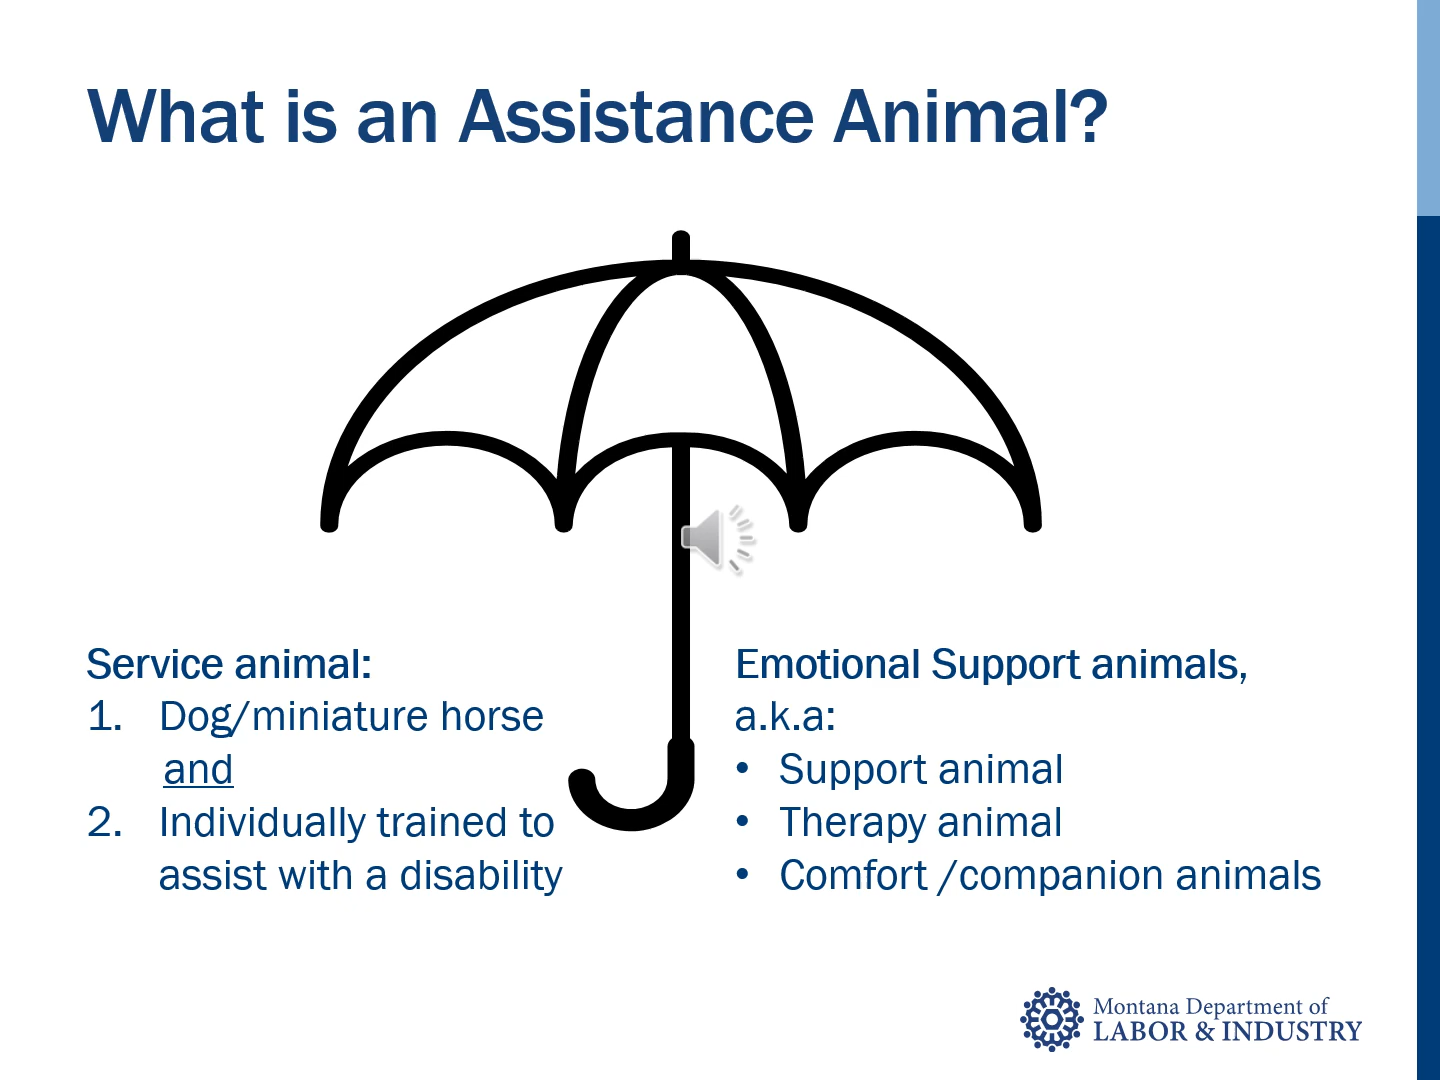 What is an Assistance Animal?
Service animal:
1. Dog/miniature horse
and
2. Individually trained to
assist with a disability
Emotional Support animals,
a.k.a:
• Support animal
• Therapy animal
• Comfort /companion animals
Montana Department of
LABOR & INDUSTRY